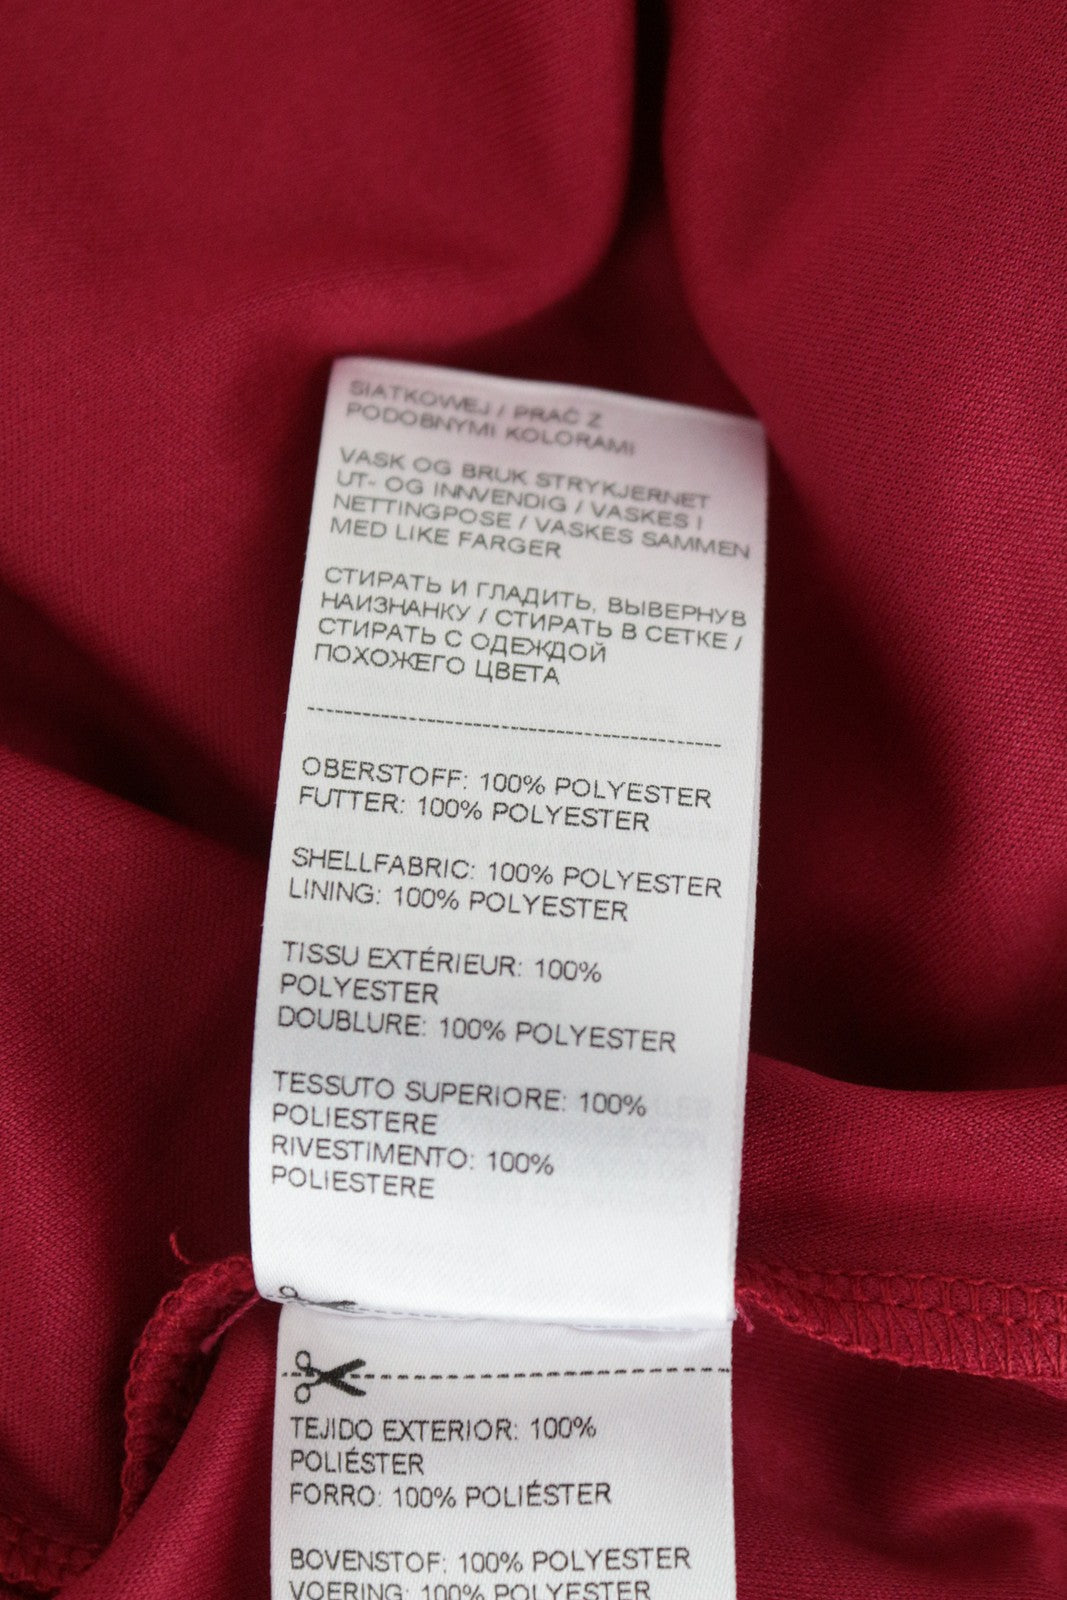 SIATKOWEJ / PRAĆ Z
PODOBNYMI KOLORAMI
VASK OG BRUK STRYKJERNET
UT- OG INNVENDIG / VASKES I
NETTINGPOSE / VASKES SAMMEN
MED LIKE FARGER
СТИРАТЬ И ГЛАДИТЬ, ВЫВЕРНУВ
НАИЗНАНКУ / СТИРАТЬ В СЕТКЕ /
СТИРАТЬ С ОДЕЖДОЙ
ПОХОЖЕГО ЦВЕТА
OBERSTOFF: 100% POLYESTER
FUTTER: 100% POLYESTER
SHELLFABRIC: 100% POLYESTER
LINING: 100% POLYESTER
TISSU EXTÉRIEUR: 100%
POLYESTER
DOUBLURE: 100% POLYESTER
TESSUTO SUPERIORE: 100%
POLIESTERE
RIVESTIMENTO: 100%
POLIESTERE
TEJIDO EXTERIOR: 100%
POLIÉSTER
FORRO: 100% POLIÉSTER
BOVENSTOF: 100% POLYESTER
VOERING: 100% POLYESTER